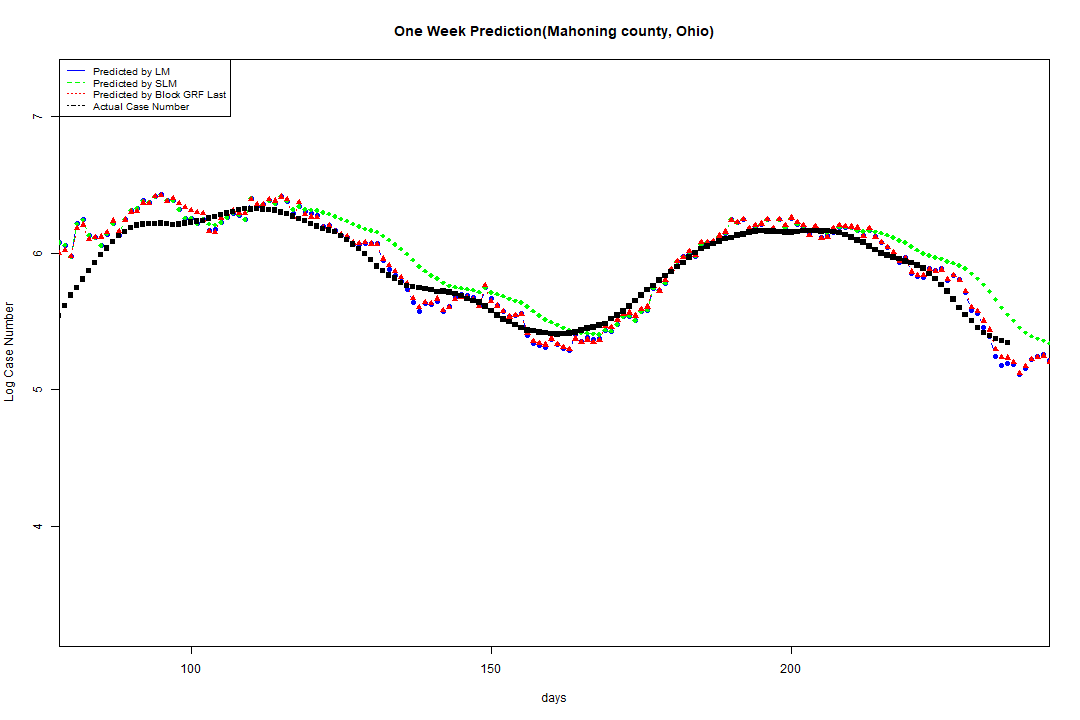 One Week Prediction(Mahoning county, Ohio)
Predicted by LM
Predicted by SLM
Predicted by Block GRF Last
Actual Case Number
7
6
5
4
Log Case Number
100 150 200
days